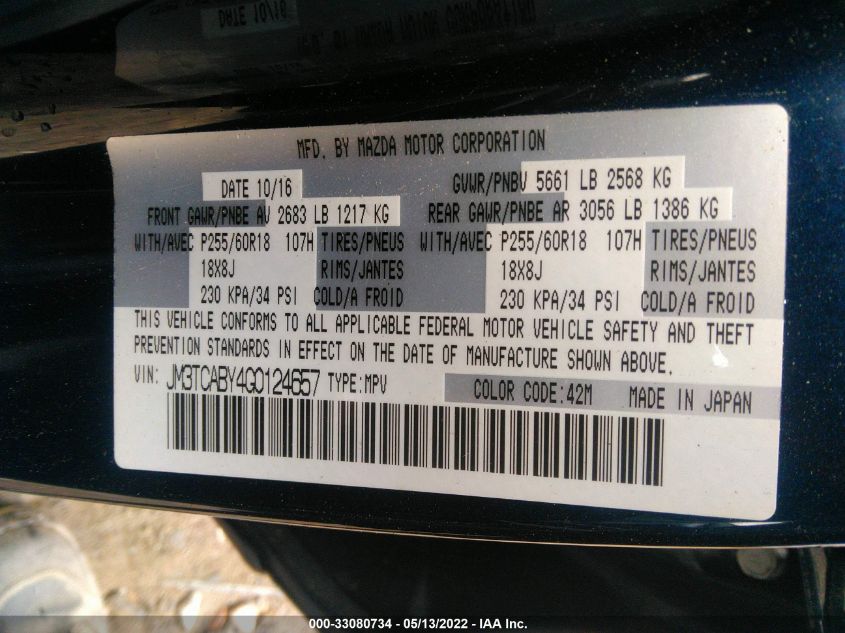 MFD. BY MAZDA MOTOR CORPORATION
DATE 10/16 GVWR/PNBV 5661 LB 2568 KG
FRONT GAWR/PNBE AV 2683 LB 1217 KG REAR GAWR/PNBE AR 3056 LB 1386 KG
WITH/AVEC P255/60R18 107H TIRES/PNEUS WITH/AVEC P255/60R18 107H TIRES/PNEUS
18X8J RIMS/JANTES 18X8J RIMS/JANTES
230 KPA/34 PSI COLD/A FROID 230 KPA/34 PSI COLD/A FROID
THIS VEHICLE CONFORMS TO ALL APPLICABLE FEDERAL MOTOR VEHICLE SAFETY AND THEFT
PREVENTION STANDARDS IN EFFECT ON THE DATE OF MANUFACTURE SHOWN ABOVE.
VIN: JM3TCABY4G0124657 TYPE:MPV COLOR CODE:42M MADE IN JAPAN
000-33080734 - 05/13/2022 - IAA Inc.